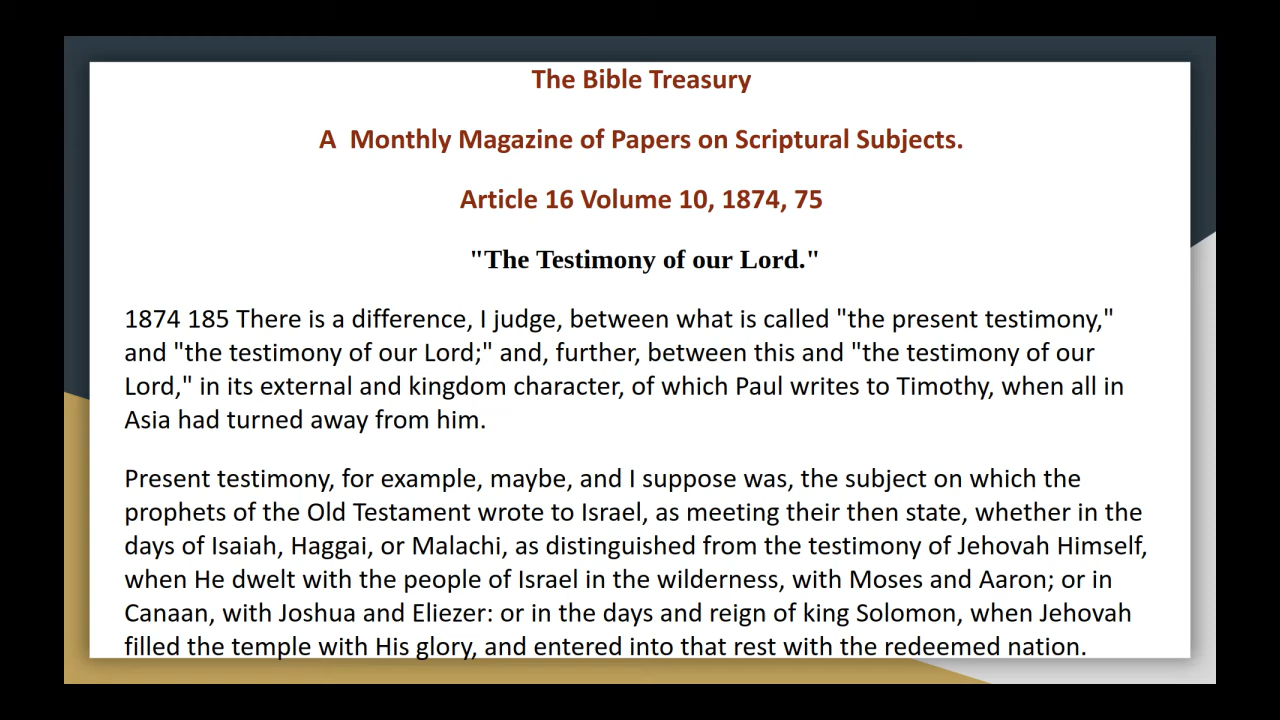 The Bible Treasury
A  Monthly Magazine of Papers on Scriptural Subjects.
Article 16 Volume 10, 1874, 75
"The Testimony of our Lord."
1874 185 There is a difference, I judge, between what is called "the present testimony,"
and "the testimony of our Lord;" and, further, between this and "the testimony of our
Lord," in its external and kingdom character, of which Paul writes to Timothy, when all in
Asia had turned away from him.
Present testimony, for example, maybe, and I suppose was, the subject on which the
prophets of the Old Testament wrote to Israel, as meeting their then state, whether in the
days of Isaiah, Haggai, or Malachi, as distinguished from the testimony of Jehovah Himself,
when He dwelt with the people of Israel in the wilderness, with Moses and Aaron; or in
Canaan, with Joshua and Eliezer: or in the days and reign of king Solomon, when Jehovah
filled the temple with His glory, and entered into that rest with the redeemed nation.